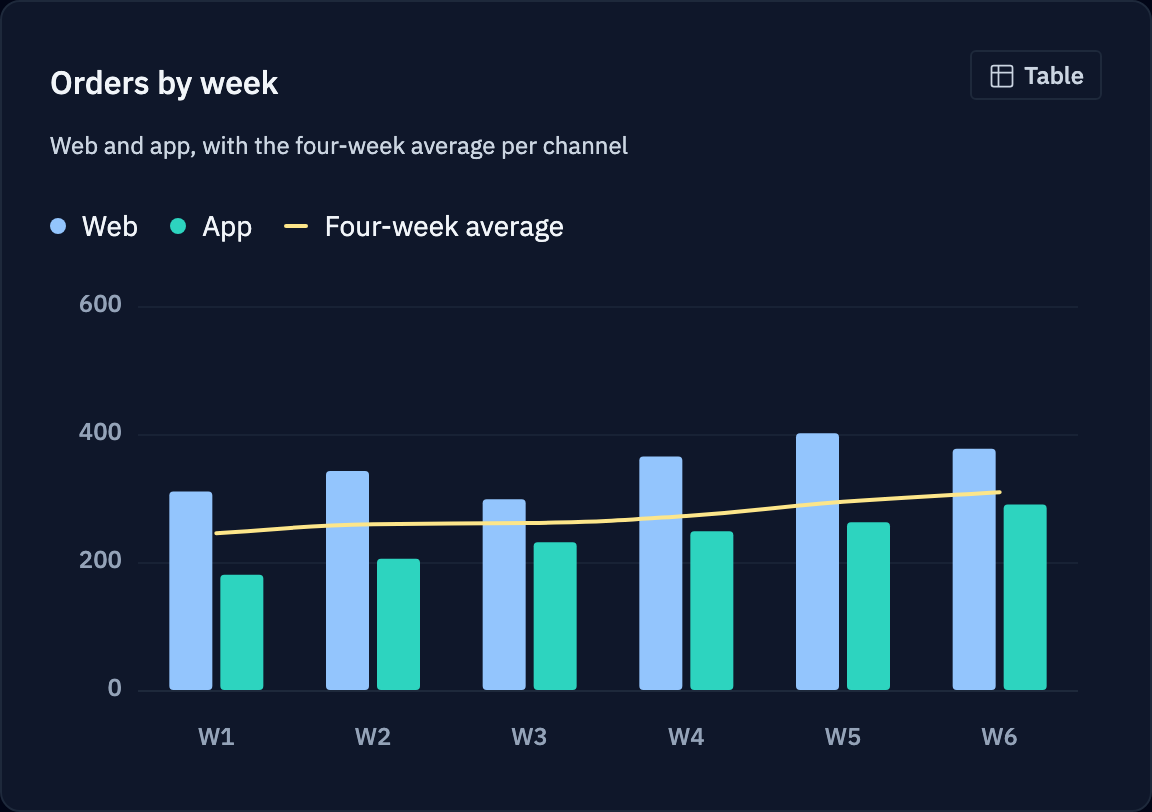 Orders by week
Table
Web and app, with the four-week average per channel
Web App Four-week average
600
400
200
0
W1 W2 W3 W4 W5 W6